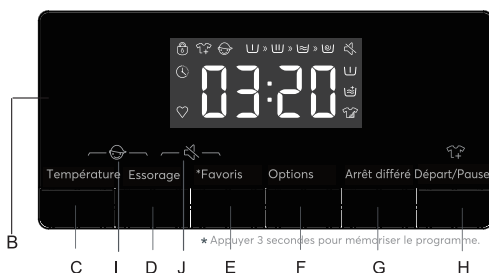 03:20
Température Essorage *Favoris Options Arrêt différé Départ/Pause
* Appuyer 3 secondes pour mémoriser le programme.
B
C I D J E F G H